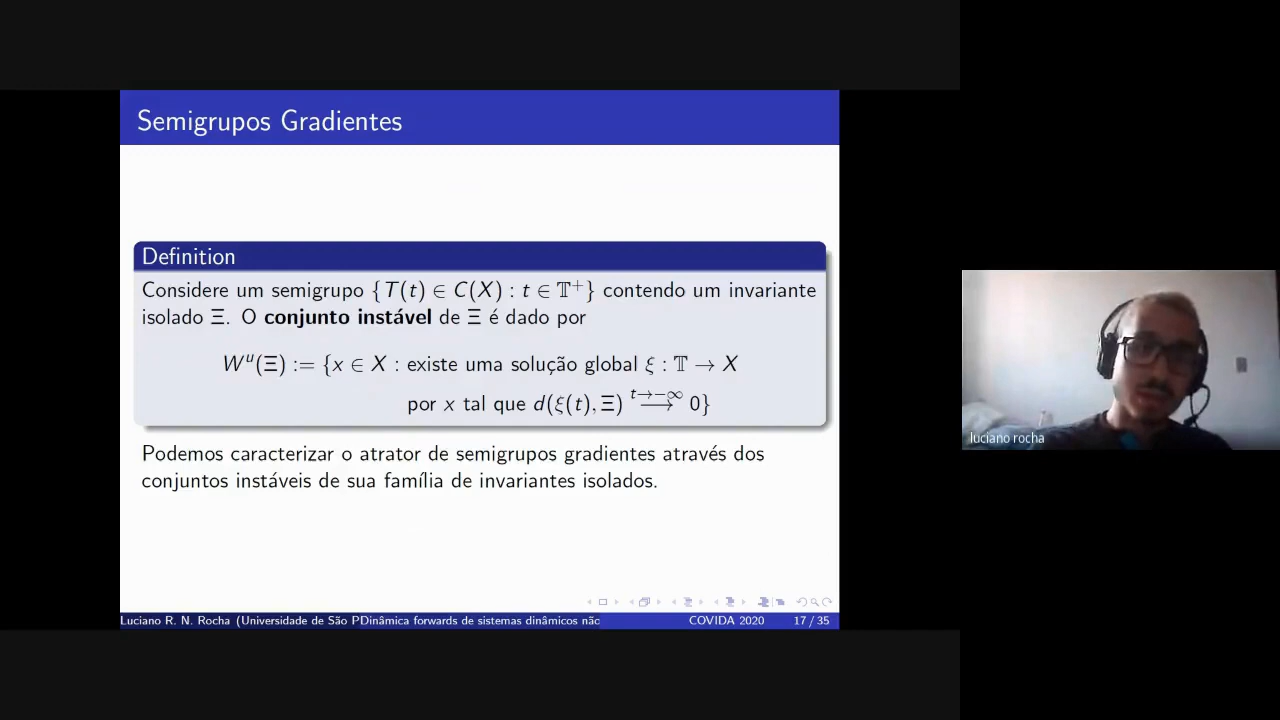 Semigrupos Gradientes
Definition
Considere um semigrupo {T(t) ∈ C(X) : t ∈ 𝕋⁺} contendo um invariante
isolado Ξ. O conjunto instável de Ξ é dado por
Wᵘ(Ξ) := {x ∈ X : existe uma solução global ξ : 𝕋 → X
por x tal que d(ξ(t), Ξ) t→−∞ ⟶ 0}
Podemos caracterizar o atrator de semigrupos gradientes através dos
conjuntos instáveis de sua família de invariantes isolados.
Luciano R. N. Rocha (Universidade de São PDinâmica forwards de sistemas dinâmicos nãc COVIDA 2020 17 / 35
luciano rocha